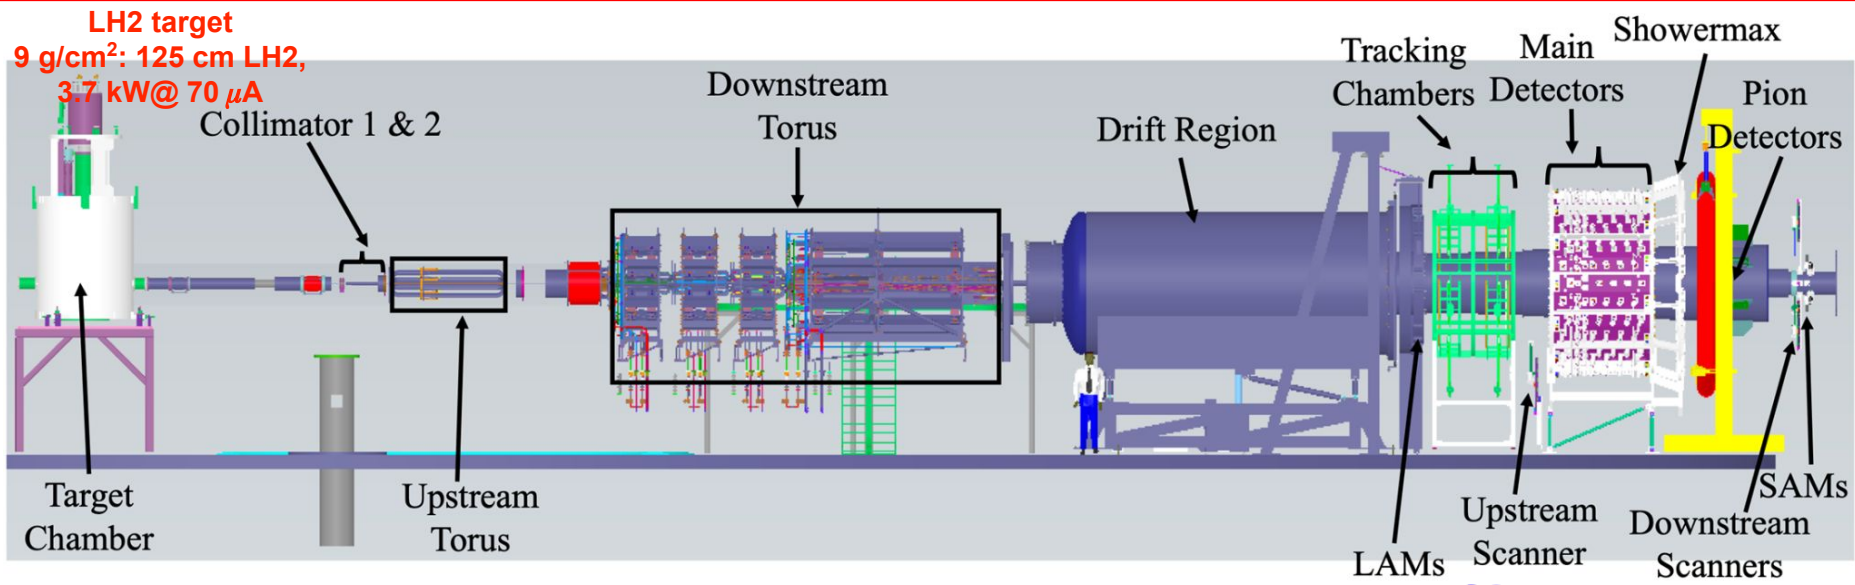 LH2 target
9 g/cm²: 125 cm LH2,
3.7 kW@ 70 μA
Collimator 1 & 2
Downstream
Torus
Drift Region
Tracking
Chambers
Main
Detectors
Showermax
Pion
Detectors
Target
Chamber
Upstream
Torus
LAMs
Upstream
Scanner
Downstream
Scanners
SAMs